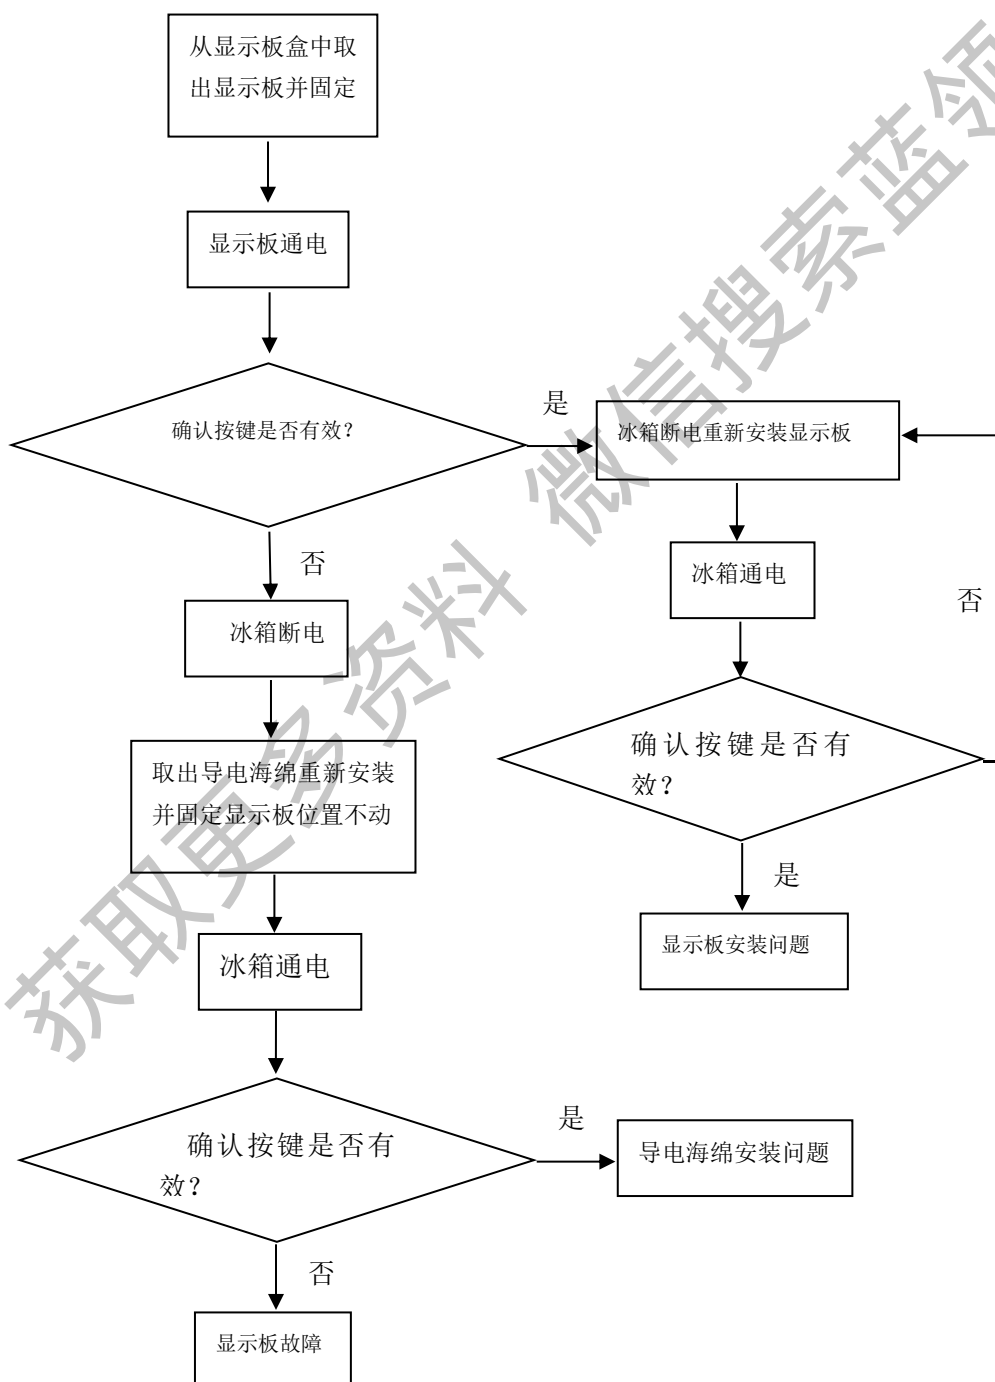 从显示板盒中取
出显示板并固定
显示板通电
确认按键是否有效?
是
冰箱断电重新安装显示板
否
冰箱断电
冰箱通电
否
取出导电海绵重新安装
并固定显示板位置不动
确认按键是否有
效?
是
显示板安装问题
冰箱通电
确认按键是否有
效?
是
导电海绵安装问题
否
显示板故障
获取更多资料 微信搜索蓝领